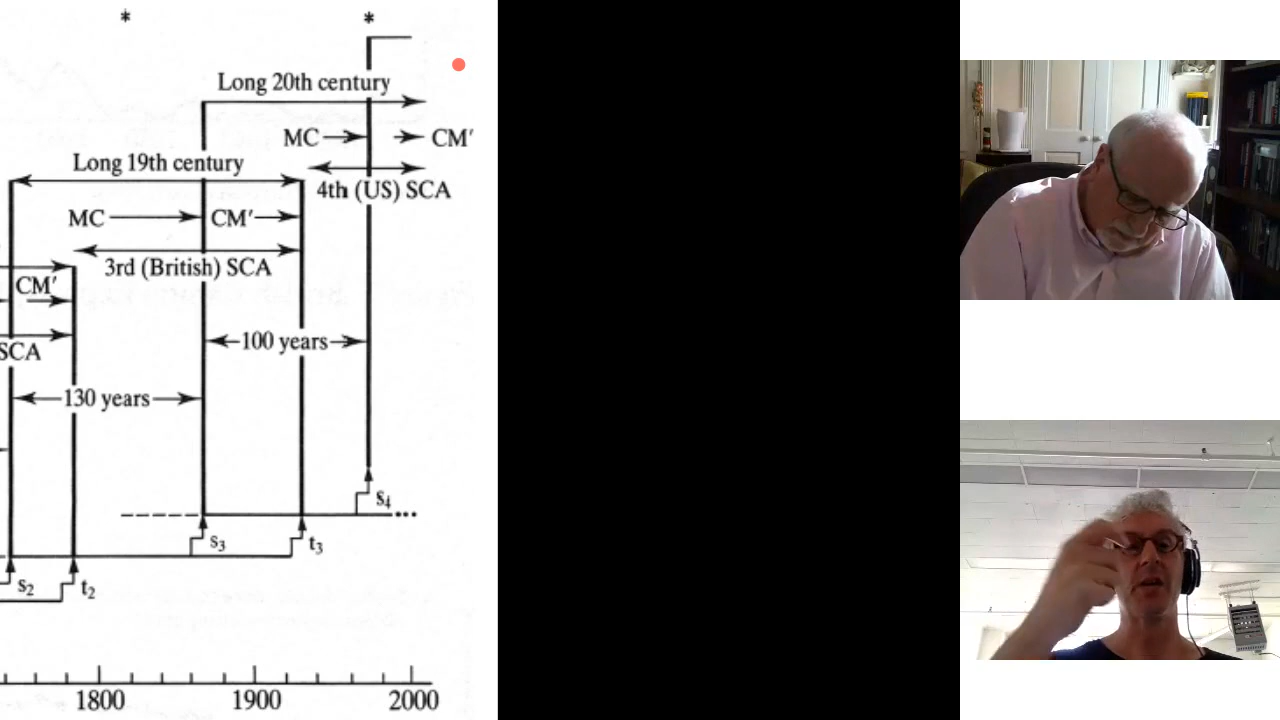 * *
Long 20th century
MC CM'
Long 19th century
4th (US) SCA
MC CM'
3rd (British) SCA
CM'
100 years
SCA
130 years
s4
s3 t3
s2 t2
1800 1900 2000